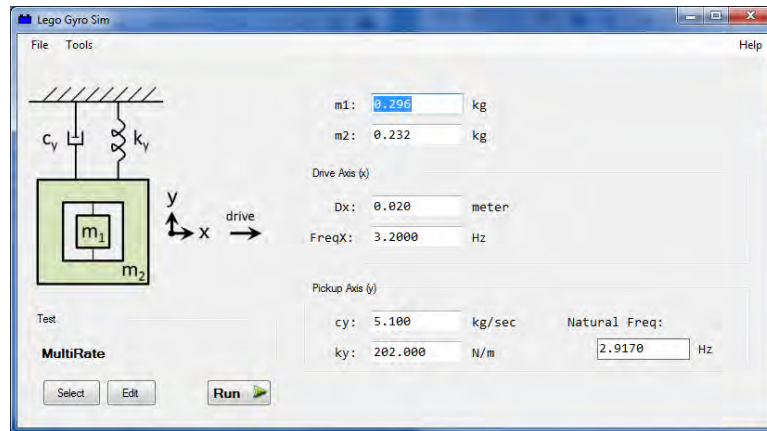 Lego Gyro Sim
File Tools Help
m1: 0.296 kg
m2: 0.232 kg
cy ky
Drive Axis (x)
y
x drive
m1
m2
Dx: 0.020 meter
FreqX: 3.2000 Hz
Pickup Axis (y)
Test
cy: 5.100 kg/sec Natural Freq:
MultiRate
ky: 202.000 N/m 2.9170 Hz
Select Edit Run